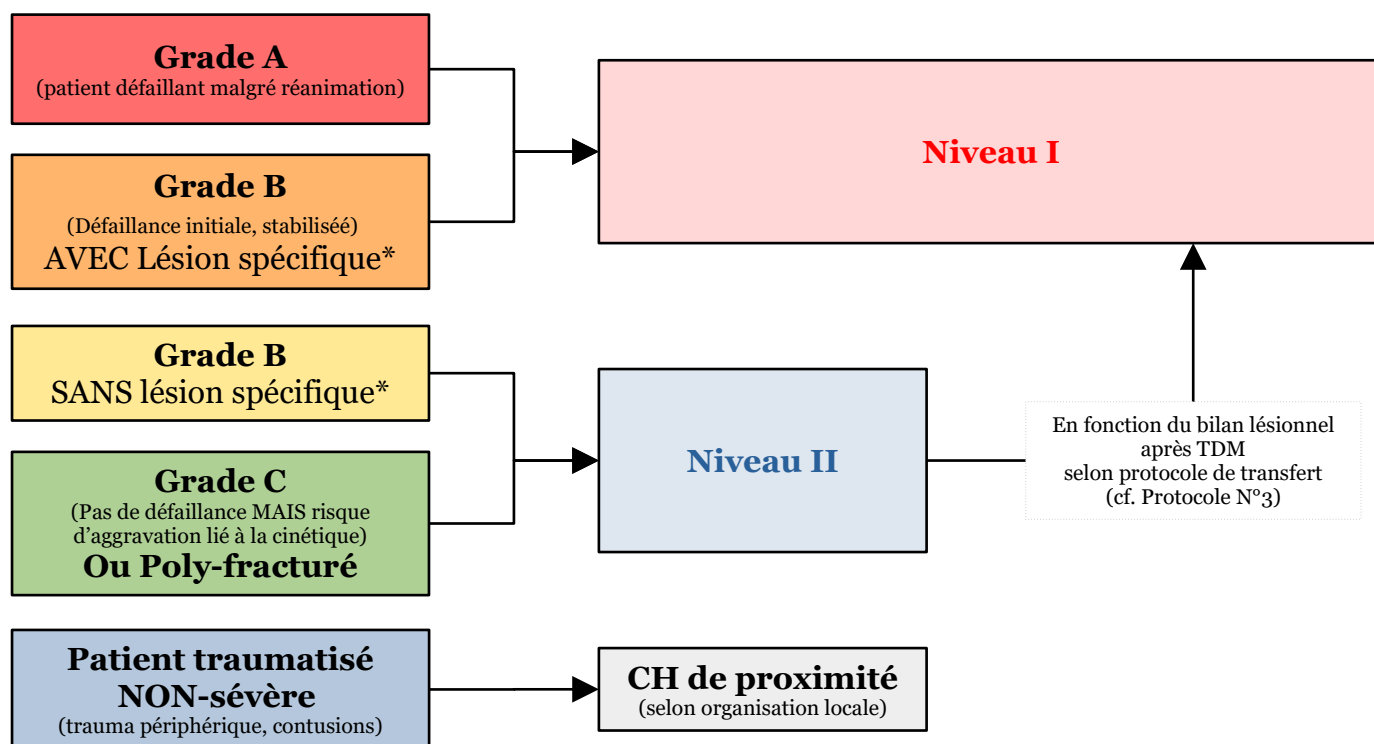 Grade A
(patient défaillant malgré réanimation)
Grade B
(Défaillance initiale, stabiliséé)
AVEC Lésion spécifique*
Niveau I
Grade B
SANS lésion spécifique*
Grade C
(Pas de défaillance MAIS risque
d’aggravation lié à la cinétique)
Ou Poly-fracturé
Niveau II
En fonction du bilan lésionnel
après TDM
selon protocole de transfert
(cf. Protocole N°3)
Patient traumatisé
NON-sévère
(trauma périphérique, contusions)
CH de proximité
(selon organisation locale)